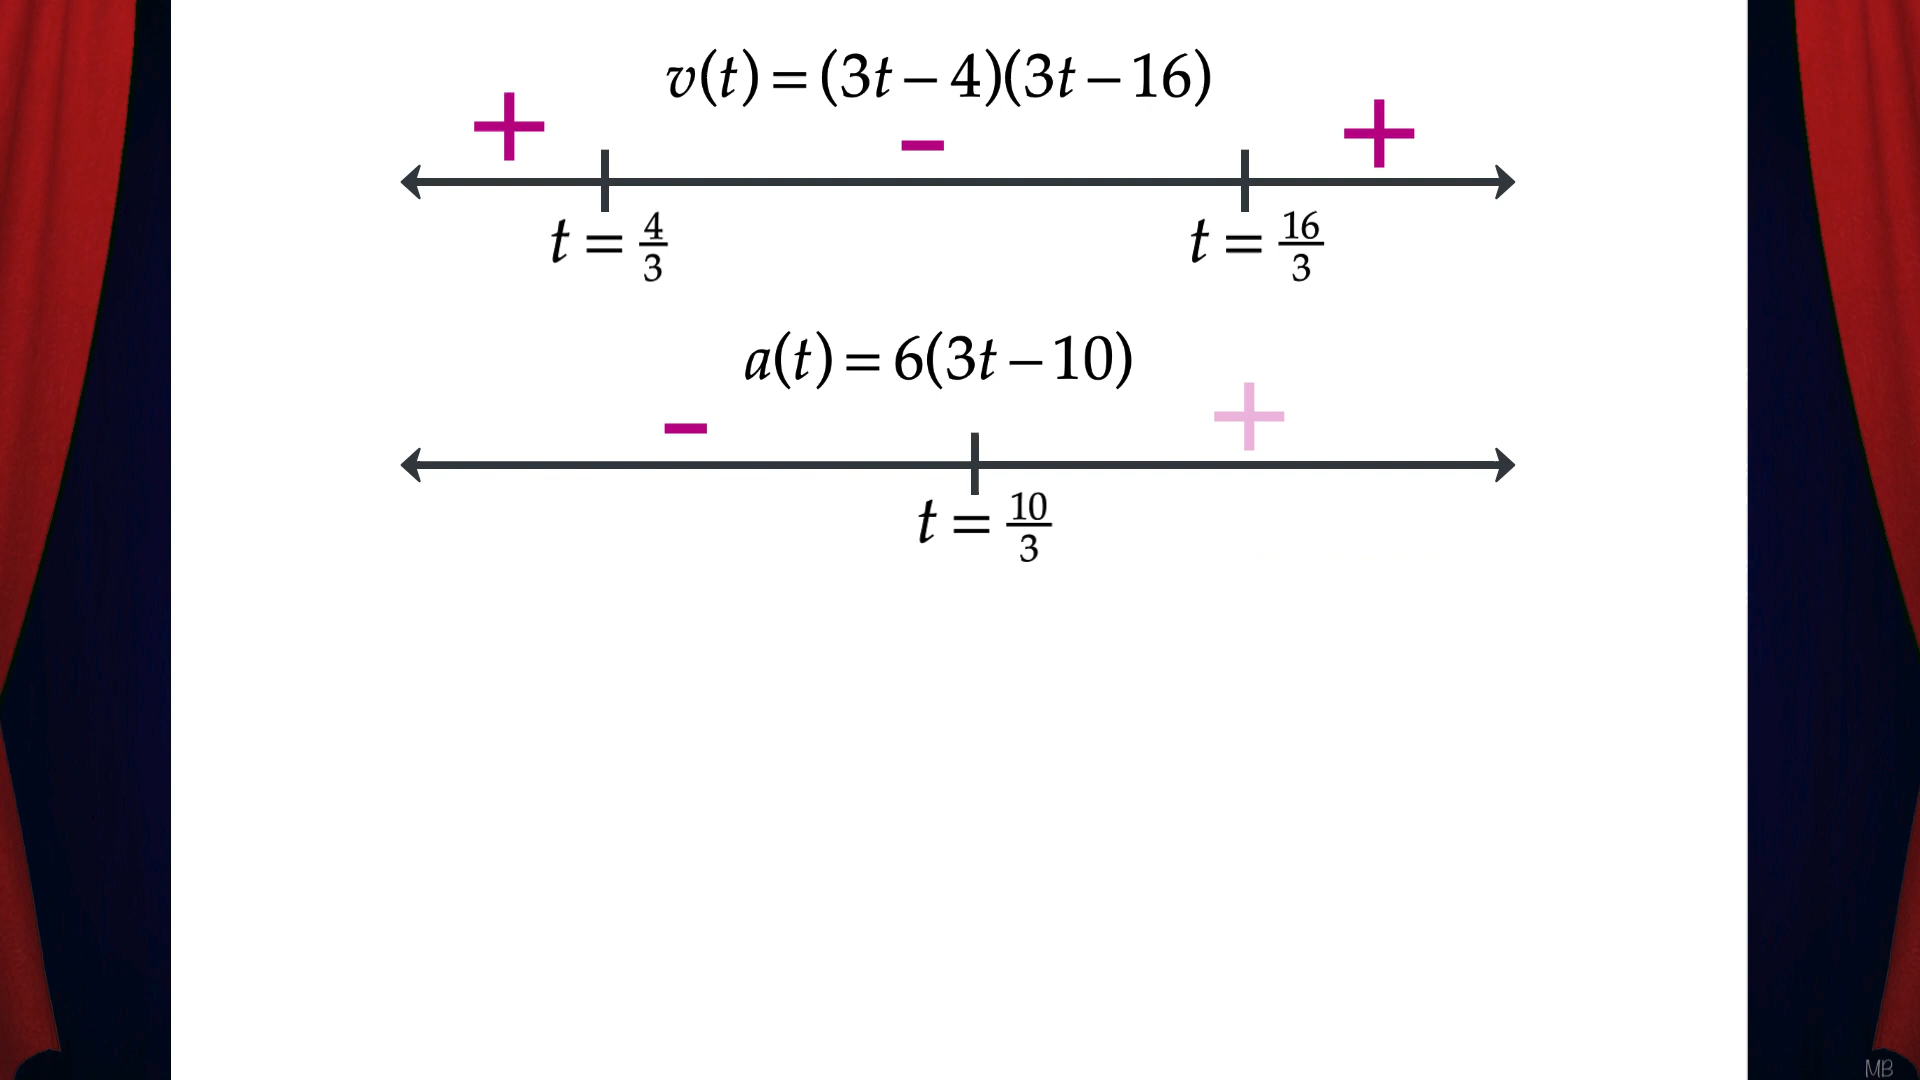 v(t) = (3t − 4)(3t − 16)
+ − +
t = 4/3 t = 16/3
a(t) = 6(3t − 10)
− +
t = 10/3
MB